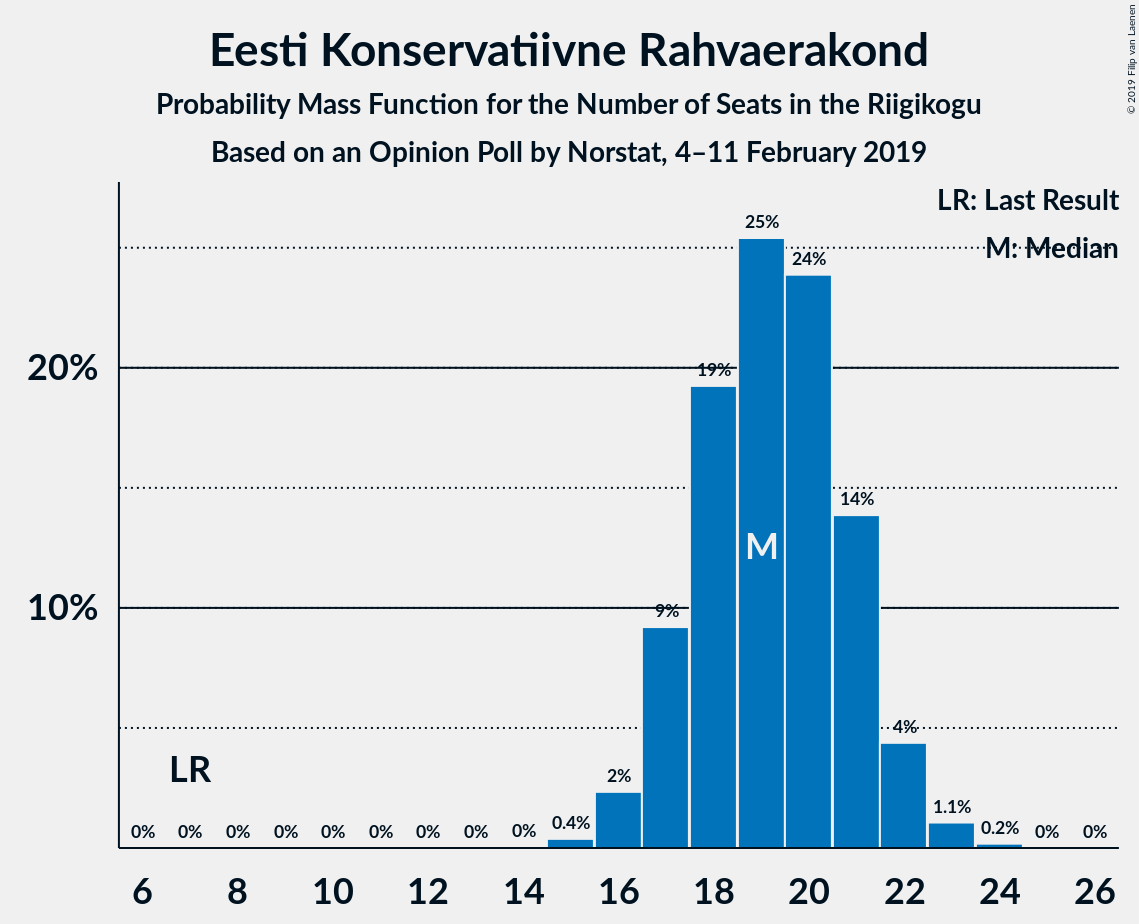 Eesti Konservatiivne Rahvaerakond
Probability Mass Function for the Number of Seats in the Riigikogu
Based on an Opinion Poll by Norstat, 4–11 February 2019
© 2019 Filip van Laenen
LR: Last Result
M: Median
25%
24%
20%
19%
14%
M
10%
9%
4%
LR
2%
1.1%
0% 0% 0% 0% 0% 0% 0% 0% 0% 0.4% 0.2% 0% 0%
6 8 10 12 14 16 18 20 22 24 26